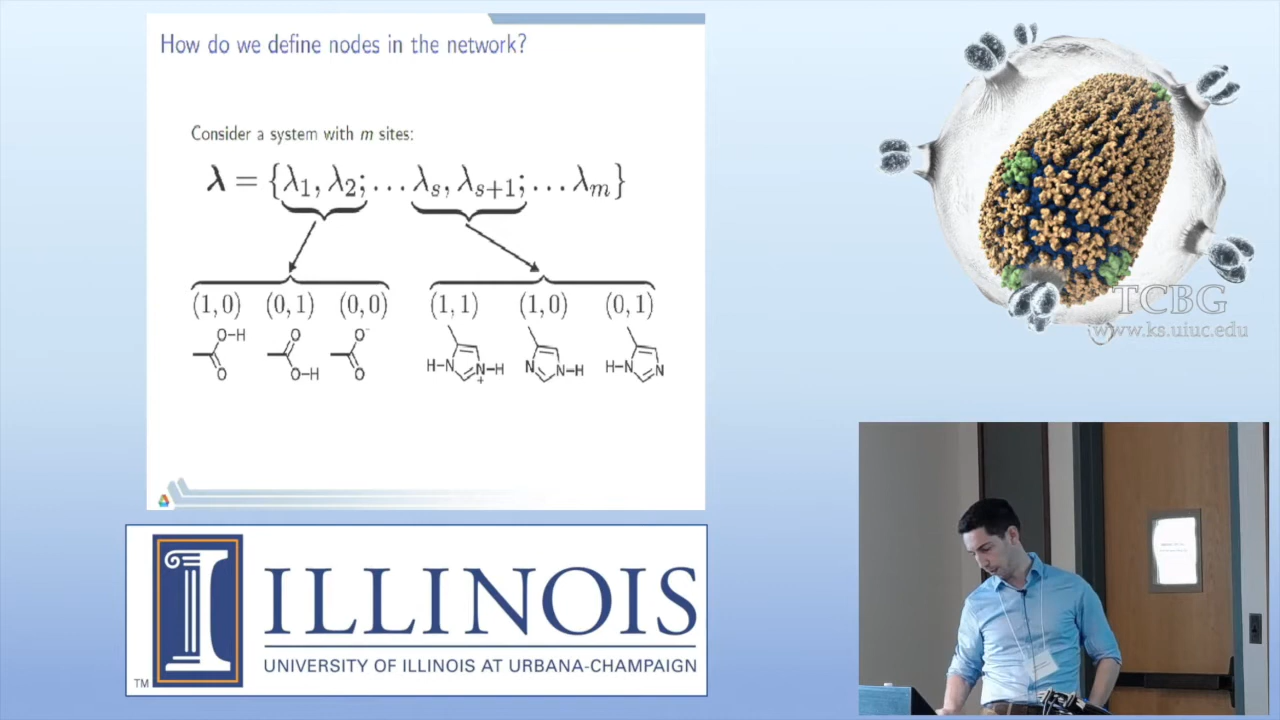 How do we define nodes in the network?
Consider a system with m sites:
λ = {λ₁, λ₂; … λₛ, λₛ₊₁; … λₘ}
(1,0) (0,1) (0,0) (1,1) (1,0) (0,1)
O-H O O⁻ H-N N-H + N N-H H-N N
O O-H O
TCBG
www.ks.uiuc.edu
I ILLINOIS
UNIVERSITY OF ILLINOIS AT URBANA-CHAMPAIGN
TM